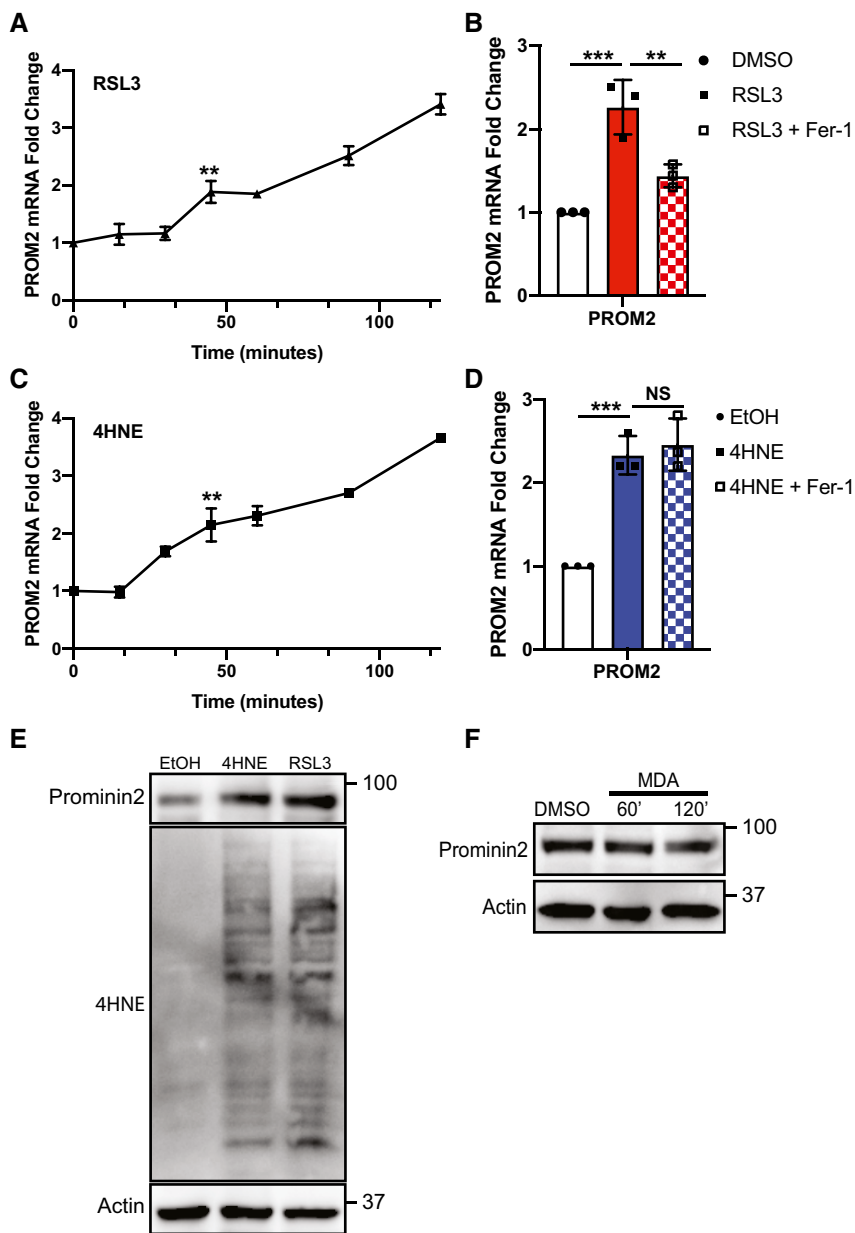 A
RSL3
PROM2 mRNA Fold Change
4
3
2
1
0
**
0
50
100
Time (minutes)
B
PROM2 mRNA Fold Change
3
2
1
0
***
**
PROM2
DMSO
RSL3
RSL3 + Fer-1
C
4HNE
PROM2 mRNA Fold Change
4
3
2
1
0
**
0
50
100
Time (minutes)
D
PROM2 mRNA Fold Change
3
2
1
0
***
NS
PROM2
EtOH
4HNE
4HNE + Fer-1
E
EtOH 4HNE RSL3
Prominin2
100
4HNE
Actin
37
F
MDA
DMSO 60' 120'
Prominin2
100
Actin
37